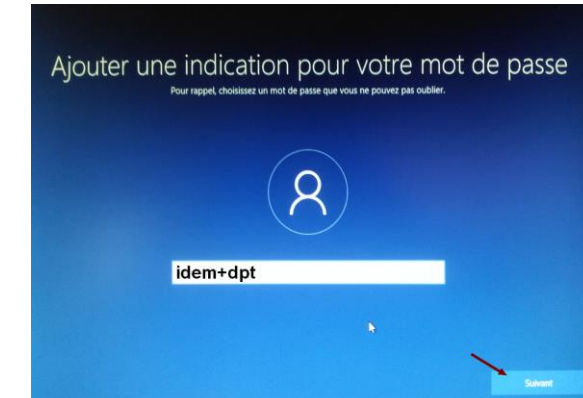 Ajouter une indication pour votre mot de passe
Pour rappel, choisissez un mot de passe que vous ne pouvez pas oublier.
idem+dpt
Suivant